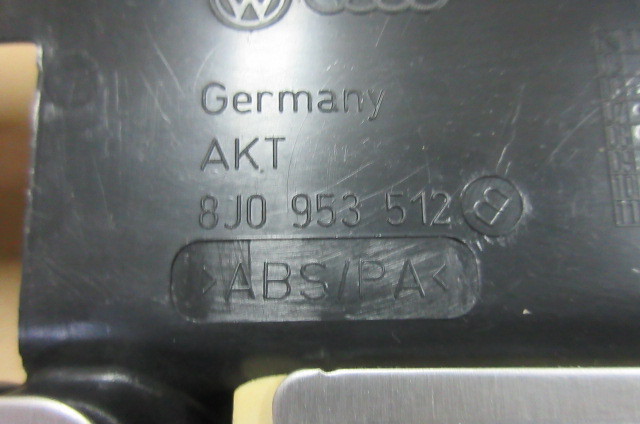 Germany
AKT
8J0 953 512 B
>ABS/PA<